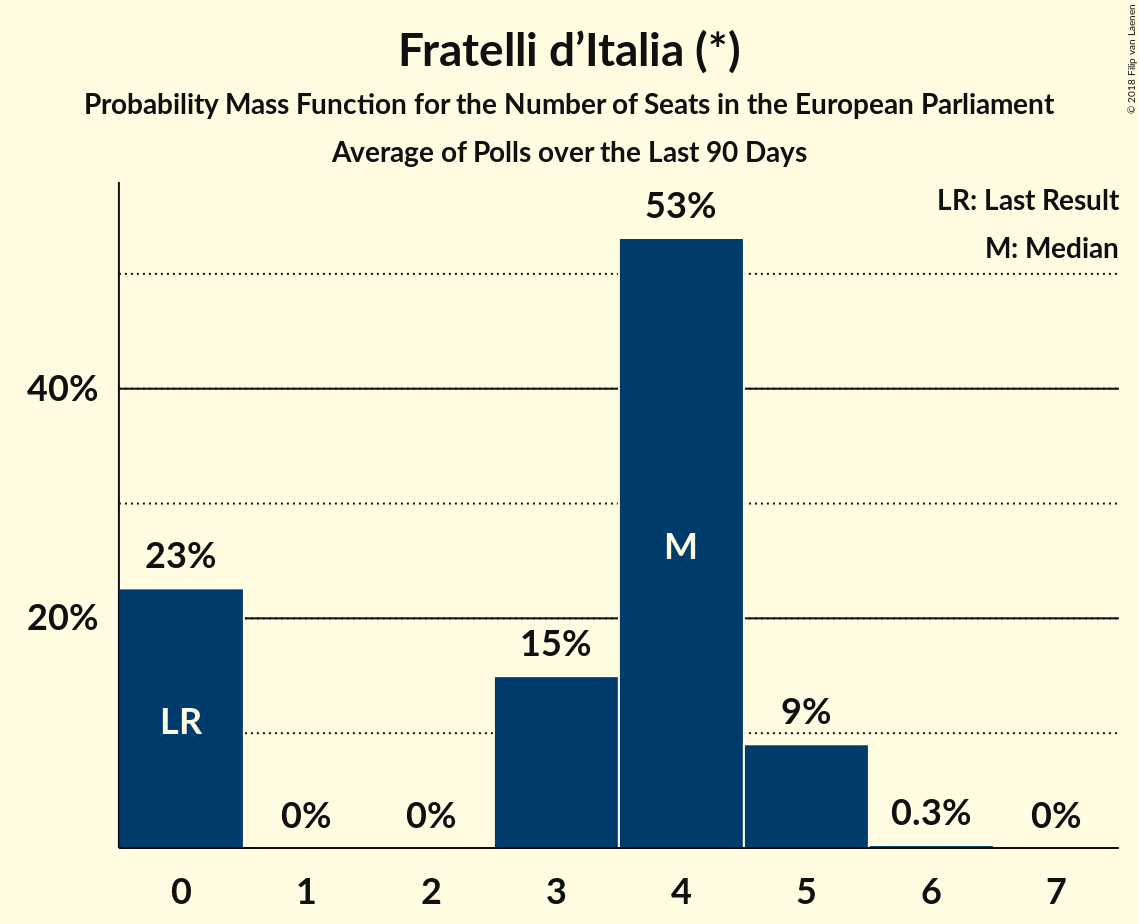 Fratelli d’Italia (*)
Probability Mass Function for the Number of Seats in the European Parliament
Average of Polls over the Last 90 Days
© 2018 Filip van Laenen
LR: Last Result
M: Median
53%
40%
23%
20%
15%
9%
0%
0%
0.3%
0%
LR
M
0 1 2 3 4 5 6 7